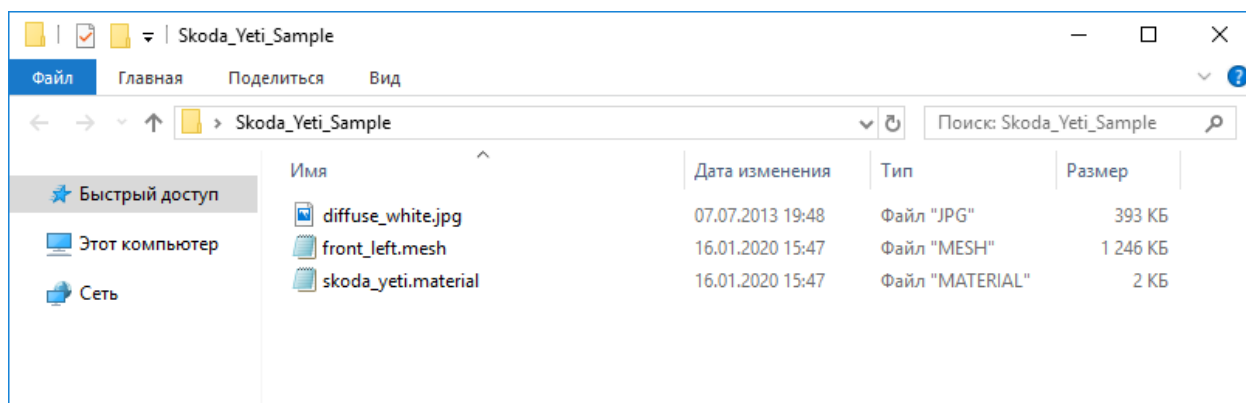 Skoda_Yeti_Sample
Файл Главная Поделиться Вид
Skoda_Yeti_Sample Поиск: Skoda_Yeti_Sample
Имя Дата изменения Тип Размер
Быстрый доступ
Этот компьютер
Сеть
diffuse_white.jpg 07.07.2013 19:48 Файл "JPG" 393 КБ
front_left.mesh 16.01.2020 15:47 Файл "MESH" 1 246 КБ
skoda_yeti.material 16.01.2020 15:47 Файл "MATERIAL" 2 КБ